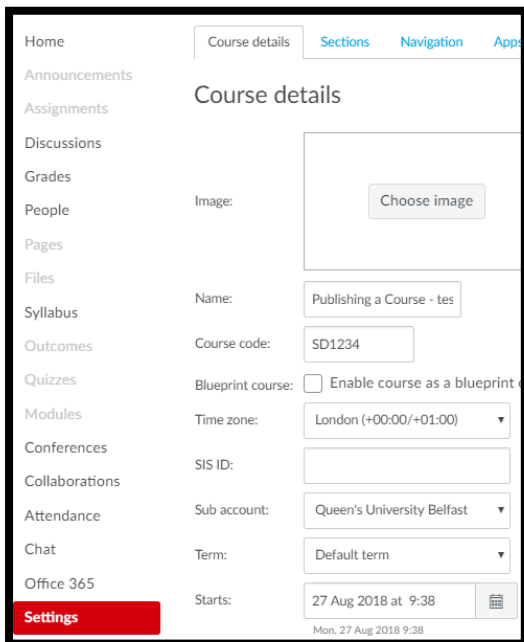 Home
Announcements
Assignments
Discussions
Grades
People
Pages
Files
Syllabus
Outcomes
Quizzes
Modules
Conferences
Collaborations
Attendance
Chat
Office 365
Settings
Course details Sections Navigation Apps
Course details
Image: Choose image
Name: Publishing a Course - tes
Course code: SD1234
Blueprint course: Enable course as a blueprint
Time zone: London (+00:00/+01:00)
SIS ID:
Sub account: Queen's University Belfast
Term: Default term
Starts: 27 Aug 2018 at 9:38
Mon, 27 Aug 2018 9:38